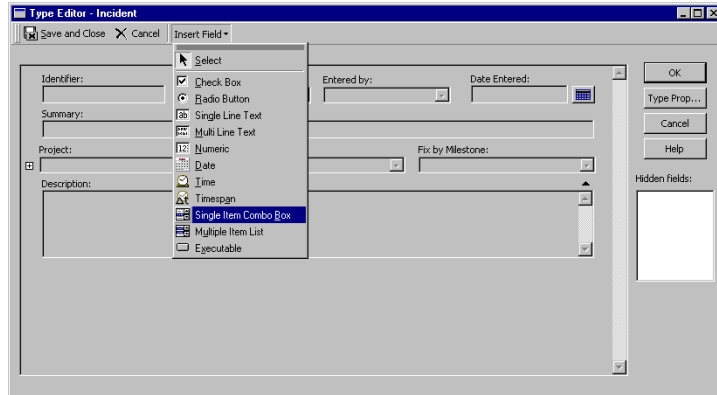 Type Editor - Incident
Save and Close Cancel Insert Field
Select
Identifier: Entered by: Date Entered: OK
Check Box
Radio Button Type Prop...
Summary: Single Line Text
Multi Line Text Cancel
Project: Numeric Fix by Milestone: Help
Date
Description: Time Hidden fields:
Timespan
Single Item Combo Box
Multiple Item List
Executable